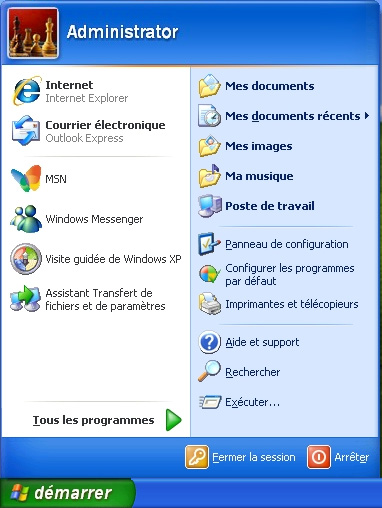 Administrator
Internet
Internet Explorer
Courrier électronique
Outlook Express
MSN
Windows Messenger
Visite guidée de Windows XP
Assistant Transfert de
fichiers et de paramètres
Tous les programmes
Mes documents
Mes documents récents
Mes images
Ma musique
Poste de travail
Panneau de configuration
Configurer les programmes
par défaut
Imprimantes et télécopieurs
Aide et support
Rechercher
Exécuter...
Fermer la session
Arrêter
démarrer